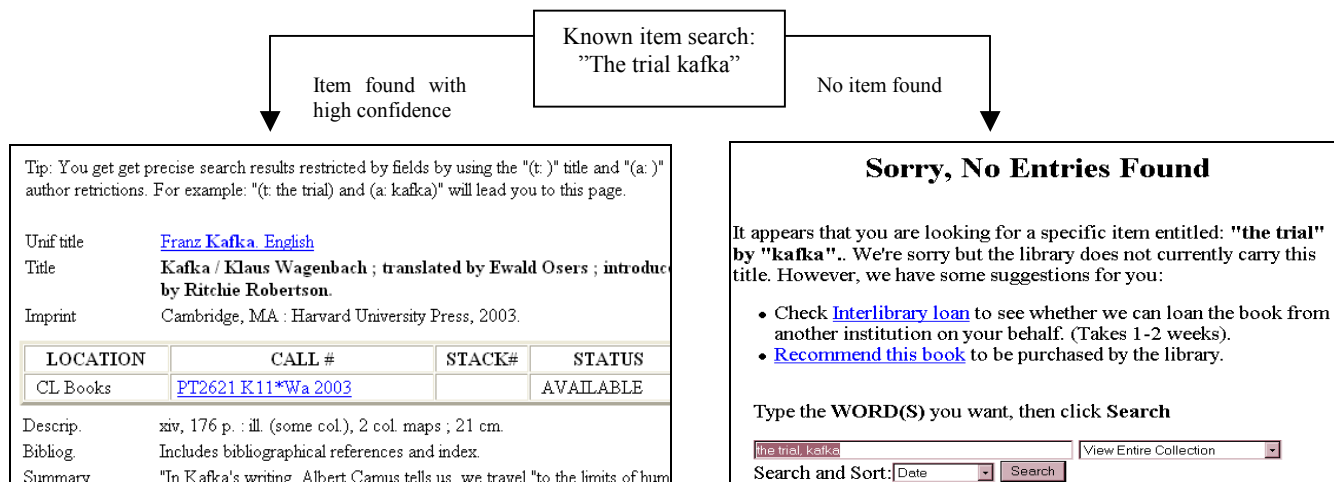 Known item search:
”The trial kafka”
Item found with
high confidence
No item found
Tip: You get get precise search results restricted by fields by using the "(t: )" title and "(a: )"
author retrictions. For example: "(t: the trial) and (a: kafka)" will lead you to this page.
Unif title Franz Kafka. English
Title Kafka / Klaus Wagenbach ; translated by Ewald Osers ; introduc
by Ritchie Robertson.
Imprint Cambridge, MA : Harvard University Press, 2003.
LOCATION CALL # STACK# STATUS
CL Books PT2621 K11*Wa 2003 AVAILABLE
Descrip. xiv, 176 p. : ill. (some col.), 2 col. maps ; 21 cm.
Bibliog. Includes bibliographical references and index.
Summary "In Kafka's writing, Albert Camus tells us, we travel "to the limits of hum
Sorry, No Entries Found
It appears that you are looking for a specific item entitled: "the trial"
by "kafka".. We're sorry but the library does not currently carry this
title. However, we have some suggestions for you:
• Check Interlibrary loan to see whether we can loan the book from
another institution on your behalf. (Takes 1-2 weeks).
• Recommend this book to be purchased by the library.
Type the WORD(S) you want, then click Search
the trial, kafka View Entire Collection
Search and Sort: Date Search